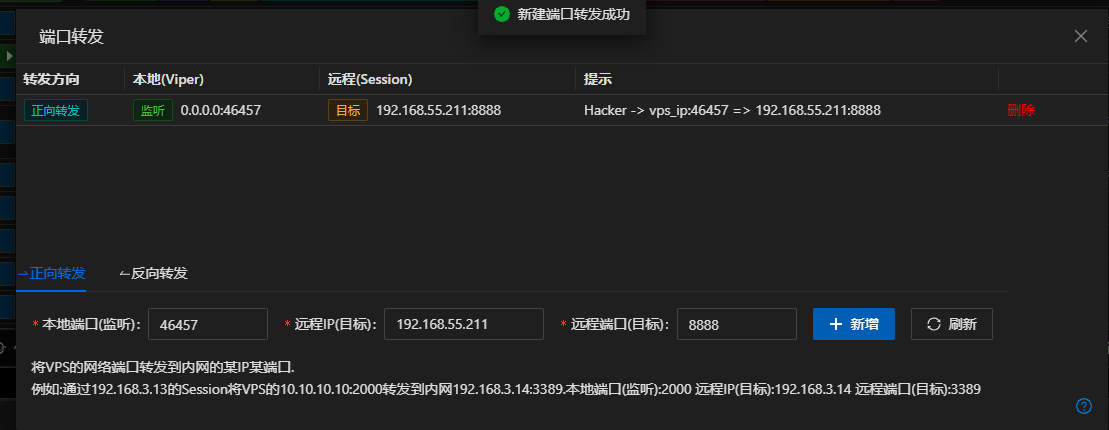 新建端口转发成功
端口转发
转发方向 本地(Viper) 远程(Session) 提示
正向转发 监听 0.0.0.0:46457 目标 192.168.55.211:8888 Hacker -> vps_ip:46457 => 192.168.55.211:8888 删除
正向转发 反向转发
* 本地端口(监听): 46457 * 远程IP(目标): 192.168.55.211 * 远程端口(目标): 8888 + 新增 刷新
将VPS的网络端口转发到内网的某IP某端口.
例如:通过192.168.3.13的Session将VPS的10.10.10.10:2000转发到内网192.168.3.14:3389.本地端口(监听):2000 远程IP(目标):192.168.3.14 远程端口(目标):3389